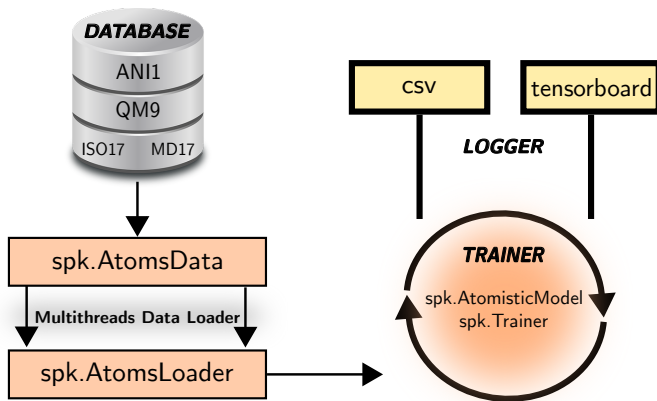 DATABASE
ANI1
QM9
ISO17 MD17
spk.AtomsData
Multithreads Data Loader
spk.AtomsLoader
csv
tensorboard
LOGGER
TRAINER
spk.AtomisticModel
spk.Trainer